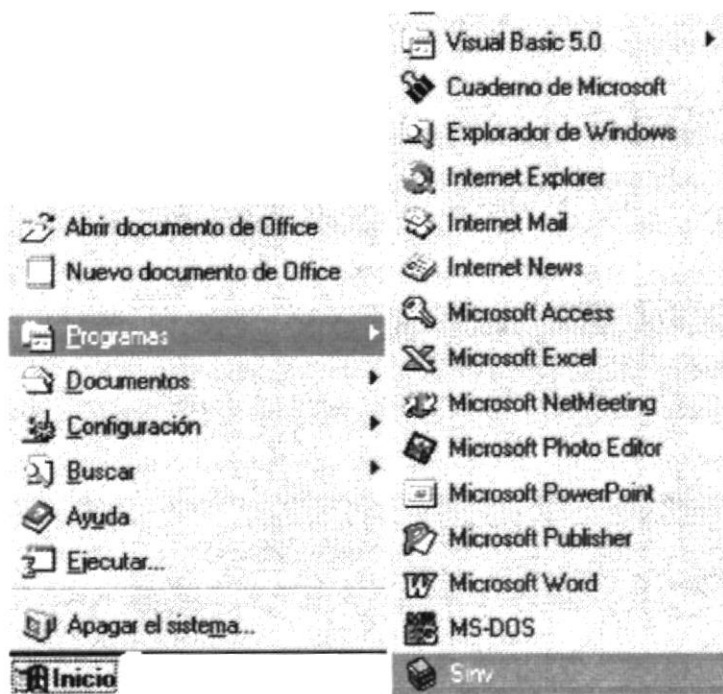 Abrir documento de Office
Nuevo documento de Office
Programas
Documentos
Configuración
Buscar
Ayuda
Ejecutar...
Apagar el sistema...
Inicio
Visual Basic 5.0
Cuaderno de Microsoft
Explorador de Windows
Internet Explorer
Internet Mail
Internet News
Microsoft Access
Microsoft Excel
Microsoft NetMeeting
Microsoft Photo Editor
Microsoft PowerPoint
Microsoft Publisher
Microsoft Word
MS-DOS
Sinv